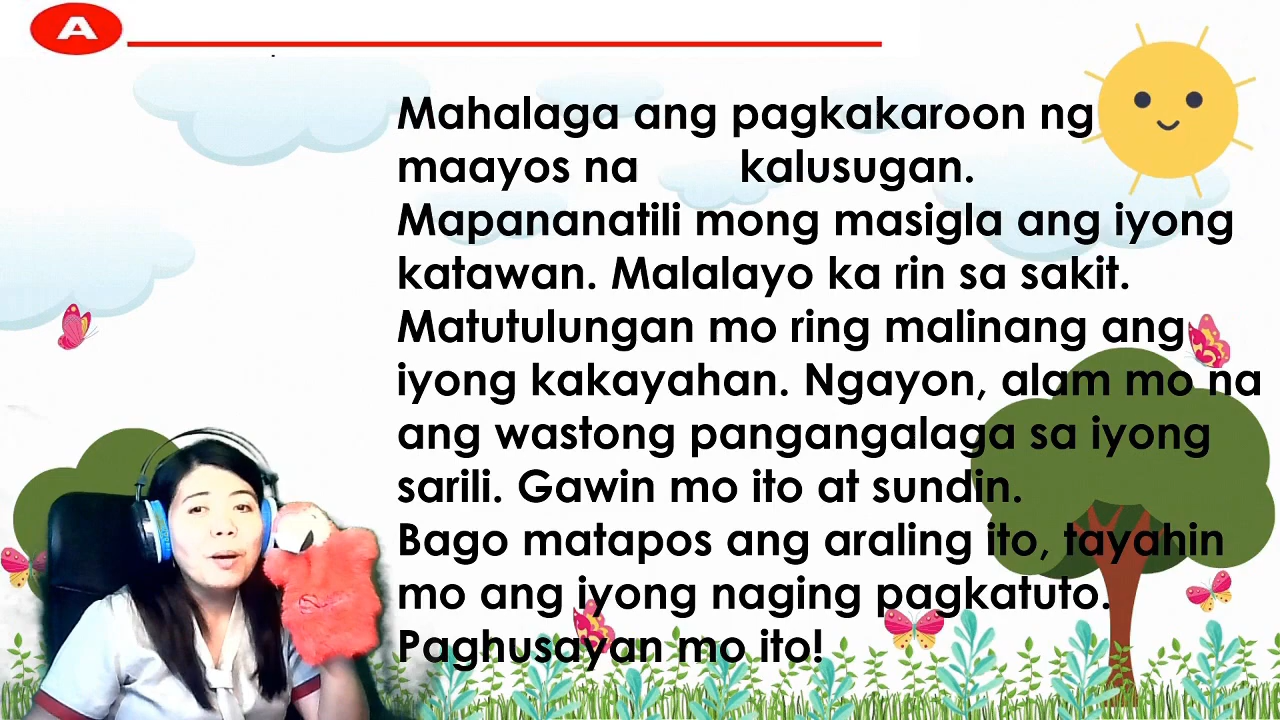 A
Mahalaga ang pagkakaroon ng
maayos na kalusugan.
Mapananatili mong masigla ang iyong
katawan. Malalayo ka rin sa sakit.
Matutulungan mo ring malinang ang
iyong kakayahan. Ngayon, alam mo na
ang wastong pangangalaga sa iyong
sarili. Gawin mo ito at sundin.
Bago matapos ang araling ito, tayahin
mo ang iyong naging pagkatuto.
Paghusayan mo ito!